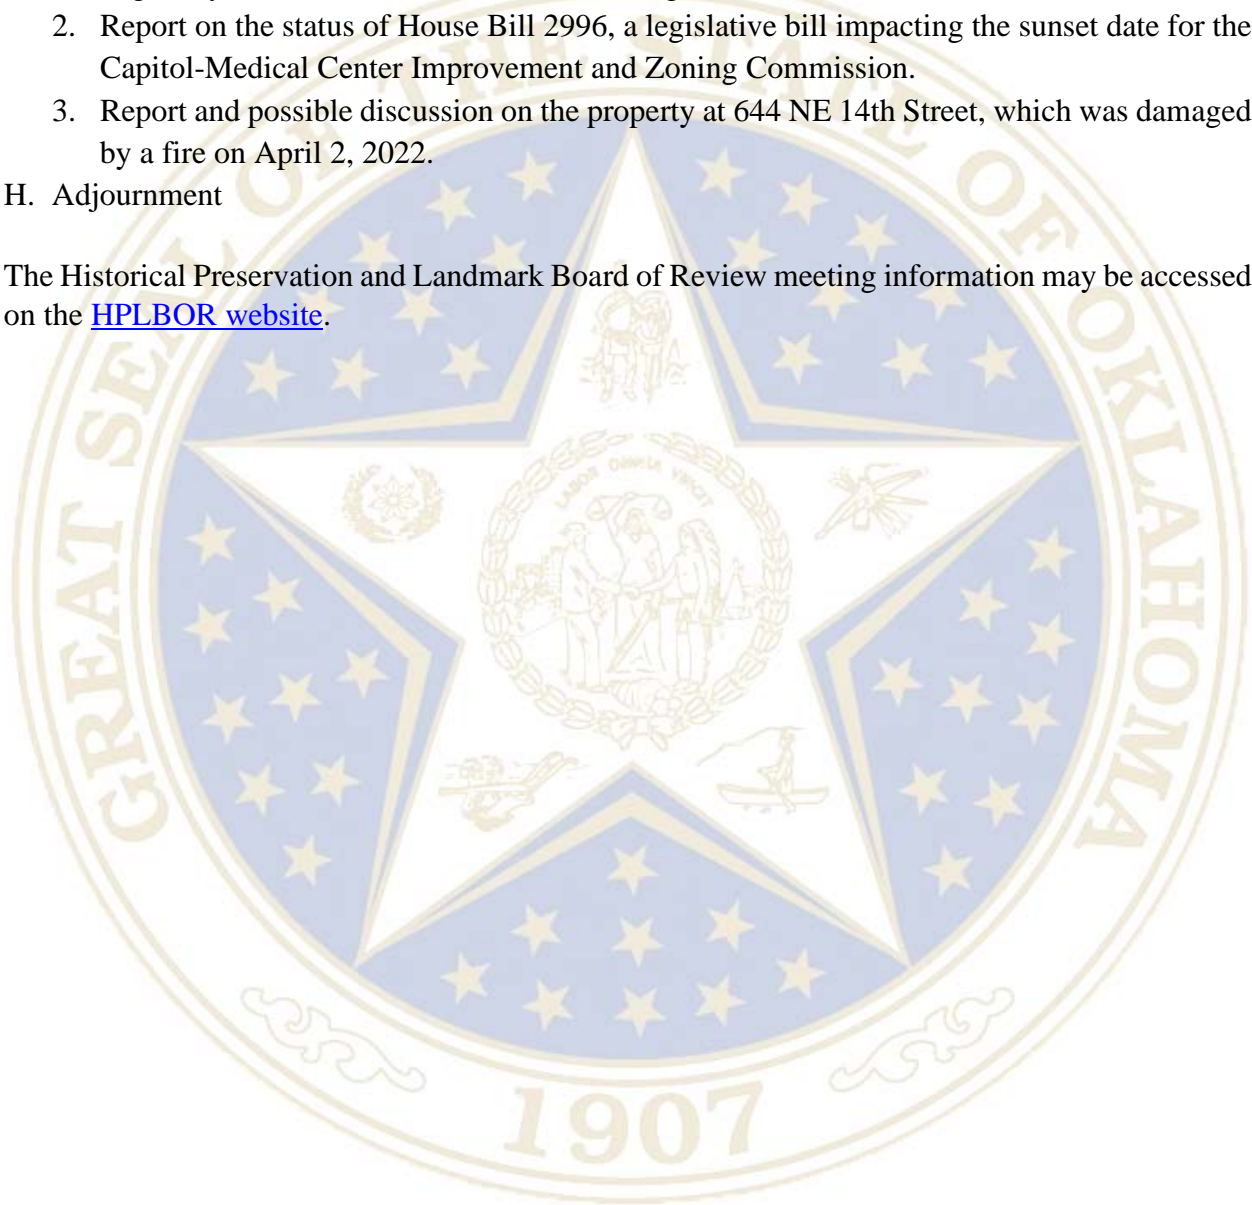 2. Report on the status of House Bill 2996, a legislative bill impacting the sunset date for the
Capitol-Medical Center Improvement and Zoning Commission.
3. Report and possible discussion on the property at 644 NE 14th Street, which was damaged
by a fire on April 2, 2022.
H. Adjournment
The Historical Preservation and Landmark Board of Review meeting information may be accessed
on the HPLBOR website.
GREAT SEAL OF THE STATE OF OKLAHOMA
LABOR OMNIA VINCIT
1907